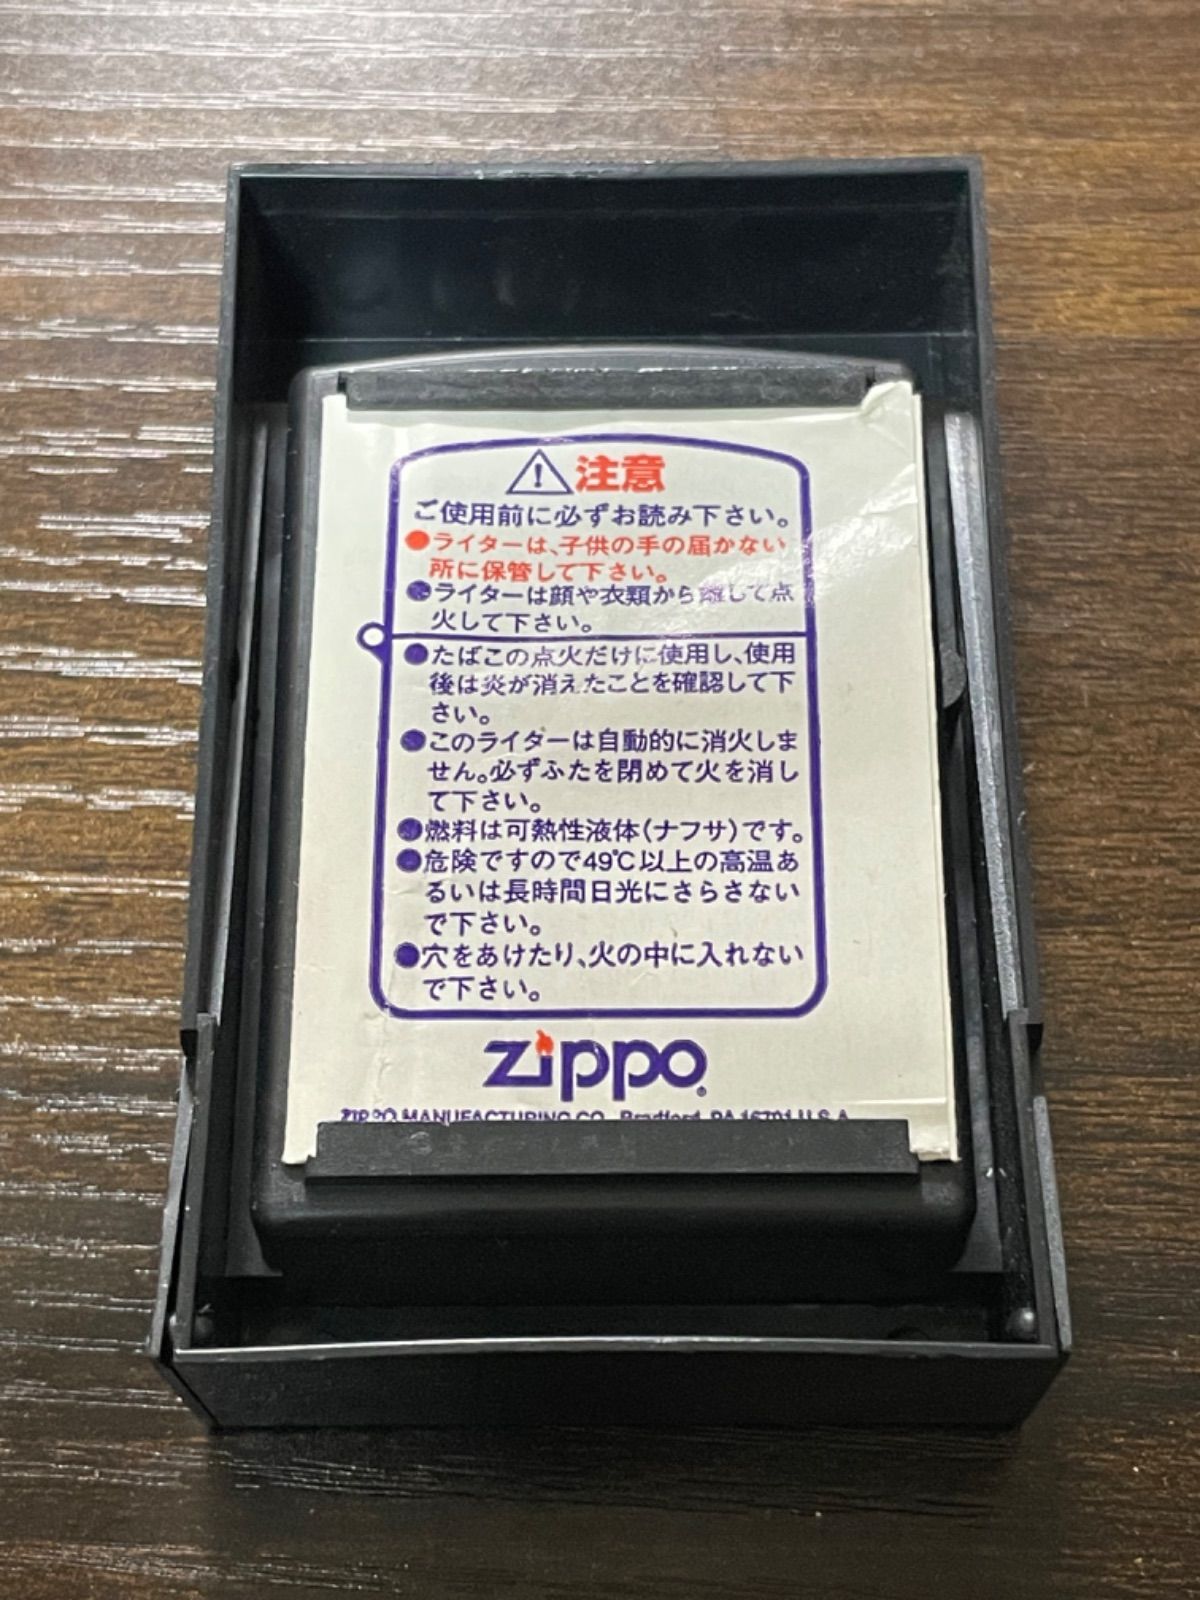 注意
ご使用前に必ずお読み下さい。
●ライターは、子供の手の届かない
所に保管して下さい。
●ライターは顔や衣類から離して点
火して下さい。
●たばこの点火だけに使用し、使用
後は炎が消えたことを確認して下
さい。
●このライターは自動的に消火しま
せん。必ずふたを閉めて火を消し
て下さい。
●燃料は可熱性液体(ナフサ)です。
●危険ですので49℃以上の高温あ
るいは長時間日光にさらさない
で下さい。
●穴をあけたり、火の中に入れない
で下さい。
zippo®
ZIPPO MANUFACTURING CO., Bradford, PA 16701 U.S.A.